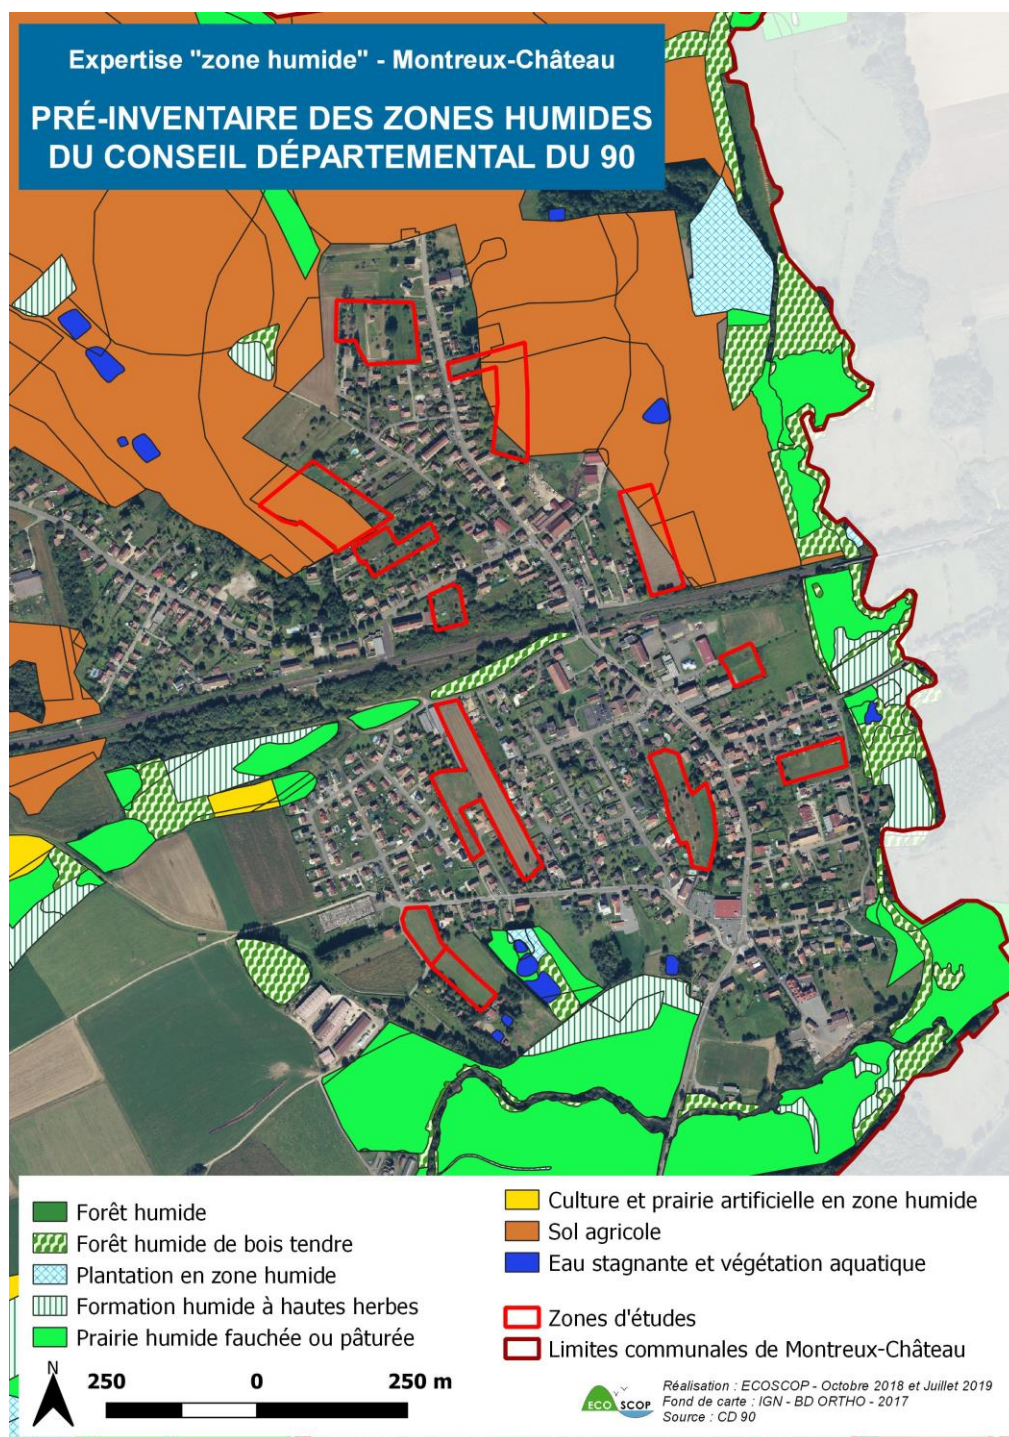 Expertise "zone humide" - Montreux-Château
PRÉ-INVENTAIRE DES ZONES HUMIDES
DU CONSEIL DÉPARTEMENTAL DU 90
Forêt humide
Forêt humide de bois tendre
Plantation en zone humide
Formation humide à hautes herbes
Prairie humide fauchée ou pâturée
Culture et prairie artificielle en zone humide
Sol agricole
Eau stagnante et végétation aquatique
Zones d'études
Limites communales de Montreux-Château
N
250 0 250 m
ECO SCOP
Réalisation : ECOSCOP - Octobre 2018 et Juillet 2019
Fond de carte : IGN - BD ORTHO - 2017
Source : CD 90